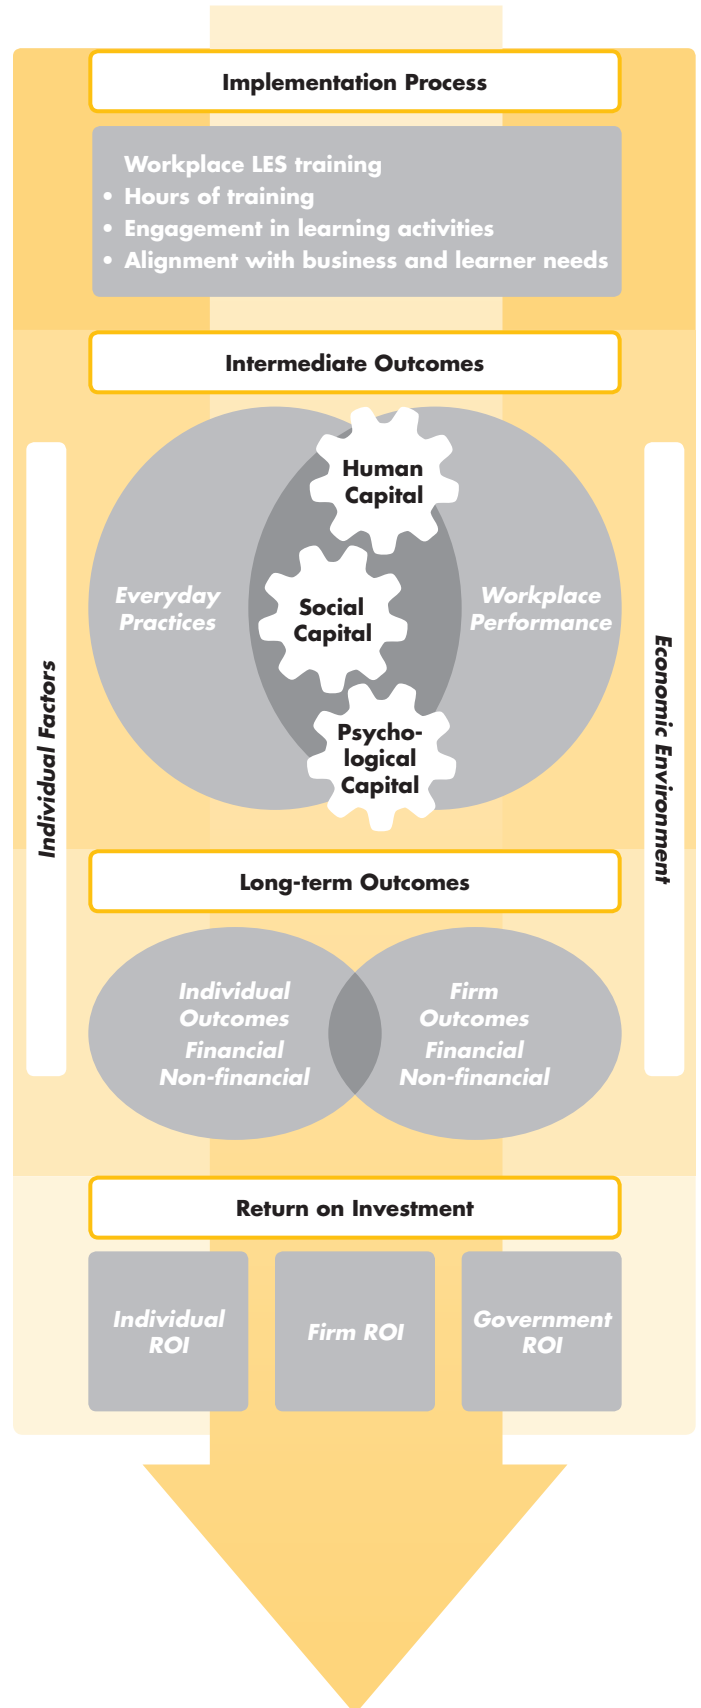 Implementation Process
Workplace LES training
• Hours of training
• Engagement in learning activities
• Alignment with business and learner needs
Intermediate Outcomes
Human
Capital
Everyday
Practices
Social
Capital
Workplace
Performance
Psycho-
logical
Capital
Individual Factors
Economic Environment
Long-term Outcomes
Individual
Outcomes
Financial
Non-financial
Firm
Outcomes
Financial
Non-financial
Return on Investment
Individual
ROI
Firm ROI
Government
ROI